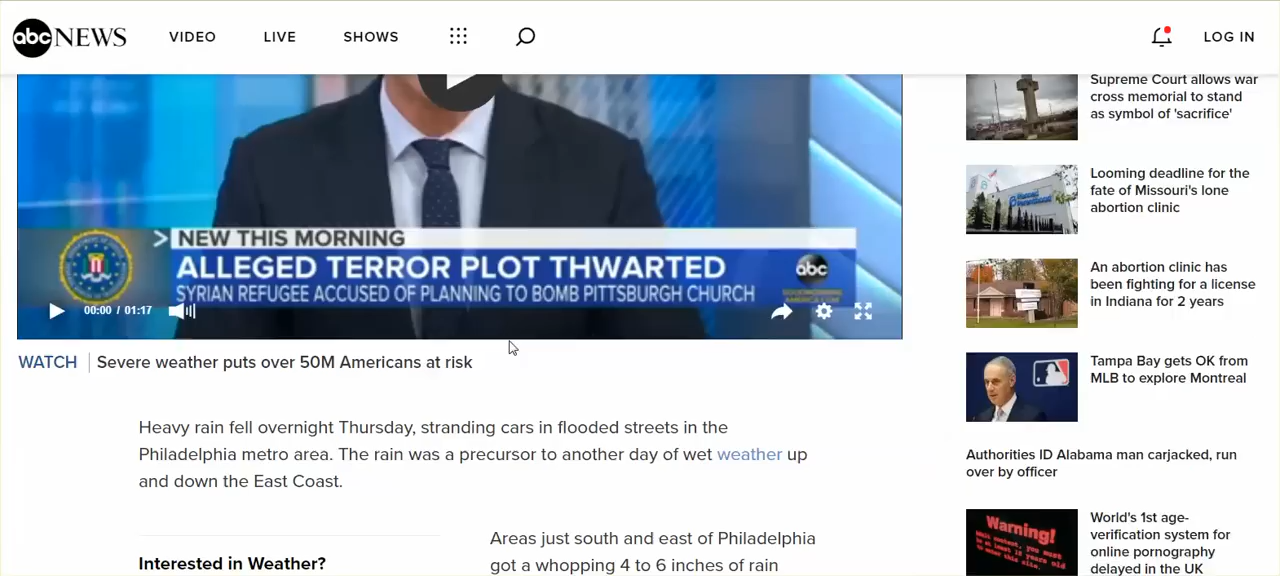 abc NEWS VIDEO LIVE SHOWS LOG IN
> NEW THIS MORNING
ALLEGED TERROR PLOT THWARTED
SYRIAN REFUGEE ACCUSED OF PLANNING TO BOMB PITTSBURGH CHURCH
abc
00:00 / 01:17
WATCH Severe weather puts over 50M Americans at risk
Heavy rain fell overnight Thursday, stranding cars in flooded streets in the
Philadelphia metro area. The rain was a precursor to another day of wet weather up
and down the East Coast.
Interested in Weather?
Areas just south and east of Philadelphia
got a whopping 4 to 6 inches of rain
Supreme Court allows war
cross memorial to stand
as symbol of 'sacrifice'
Looming deadline for the
fate of Missouri's lone
abortion clinic
An abortion clinic has
been fighting for a license
in Indiana for 2 years
Tampa Bay gets OK from
MLB to explore Montreal
Authorities ID Alabama man carjacked, run
over by officer
Warning!
World's 1st age-
verification system for
online pornography
delayed in the UK